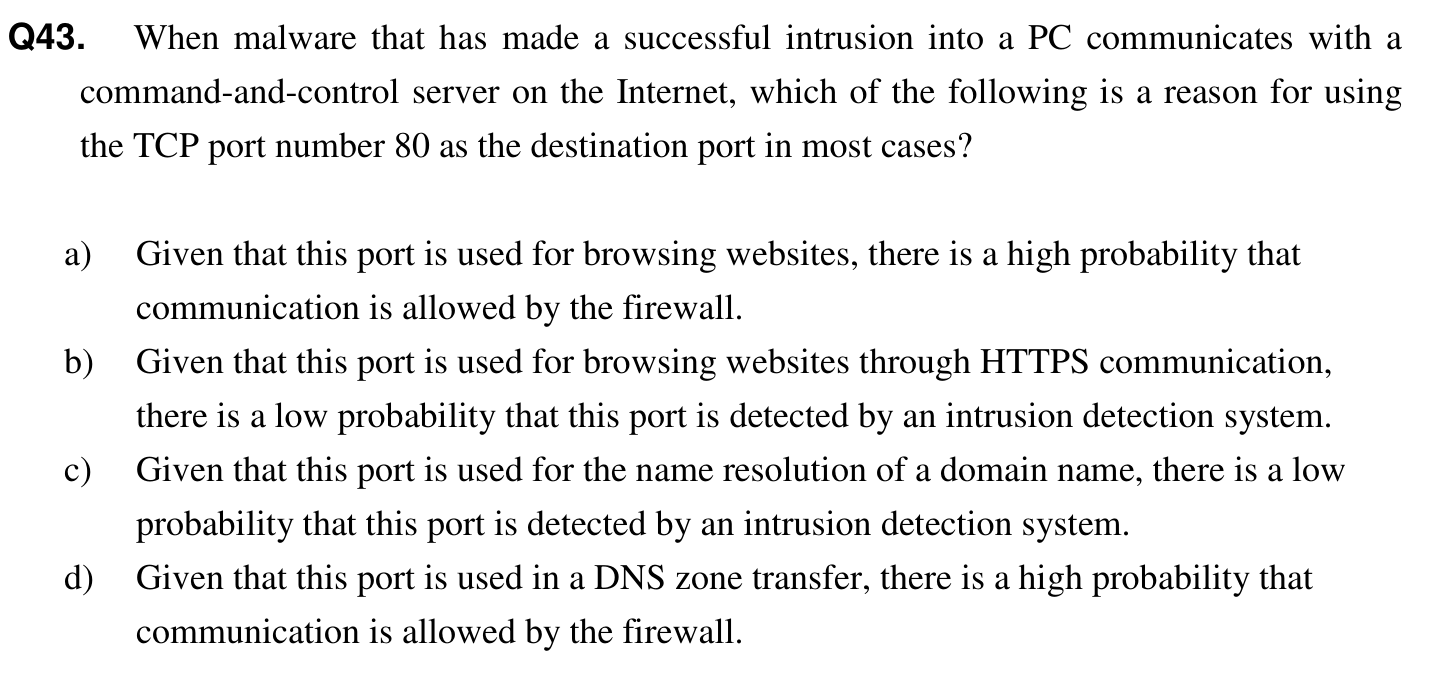 Q43. When malware that has made a successful intrusion into a PC communicates with a
command-and-control server on the Internet, which of the following is a reason for using
the TCP port number 80 as the destination port in most cases?
a) Given that this port is used for browsing websites, there is a high probability that
communication is allowed by the firewall.
b) Given that this port is used for browsing websites through HTTPS communication,
there is a low probability that this port is detected by an intrusion detection system.
c) Given that this port is used for the name resolution of a domain name, there is a low
probability that this port is detected by an intrusion detection system.
d) Given that this port is used in a DNS zone transfer, there is a high probability that
communication is allowed by the firewall.